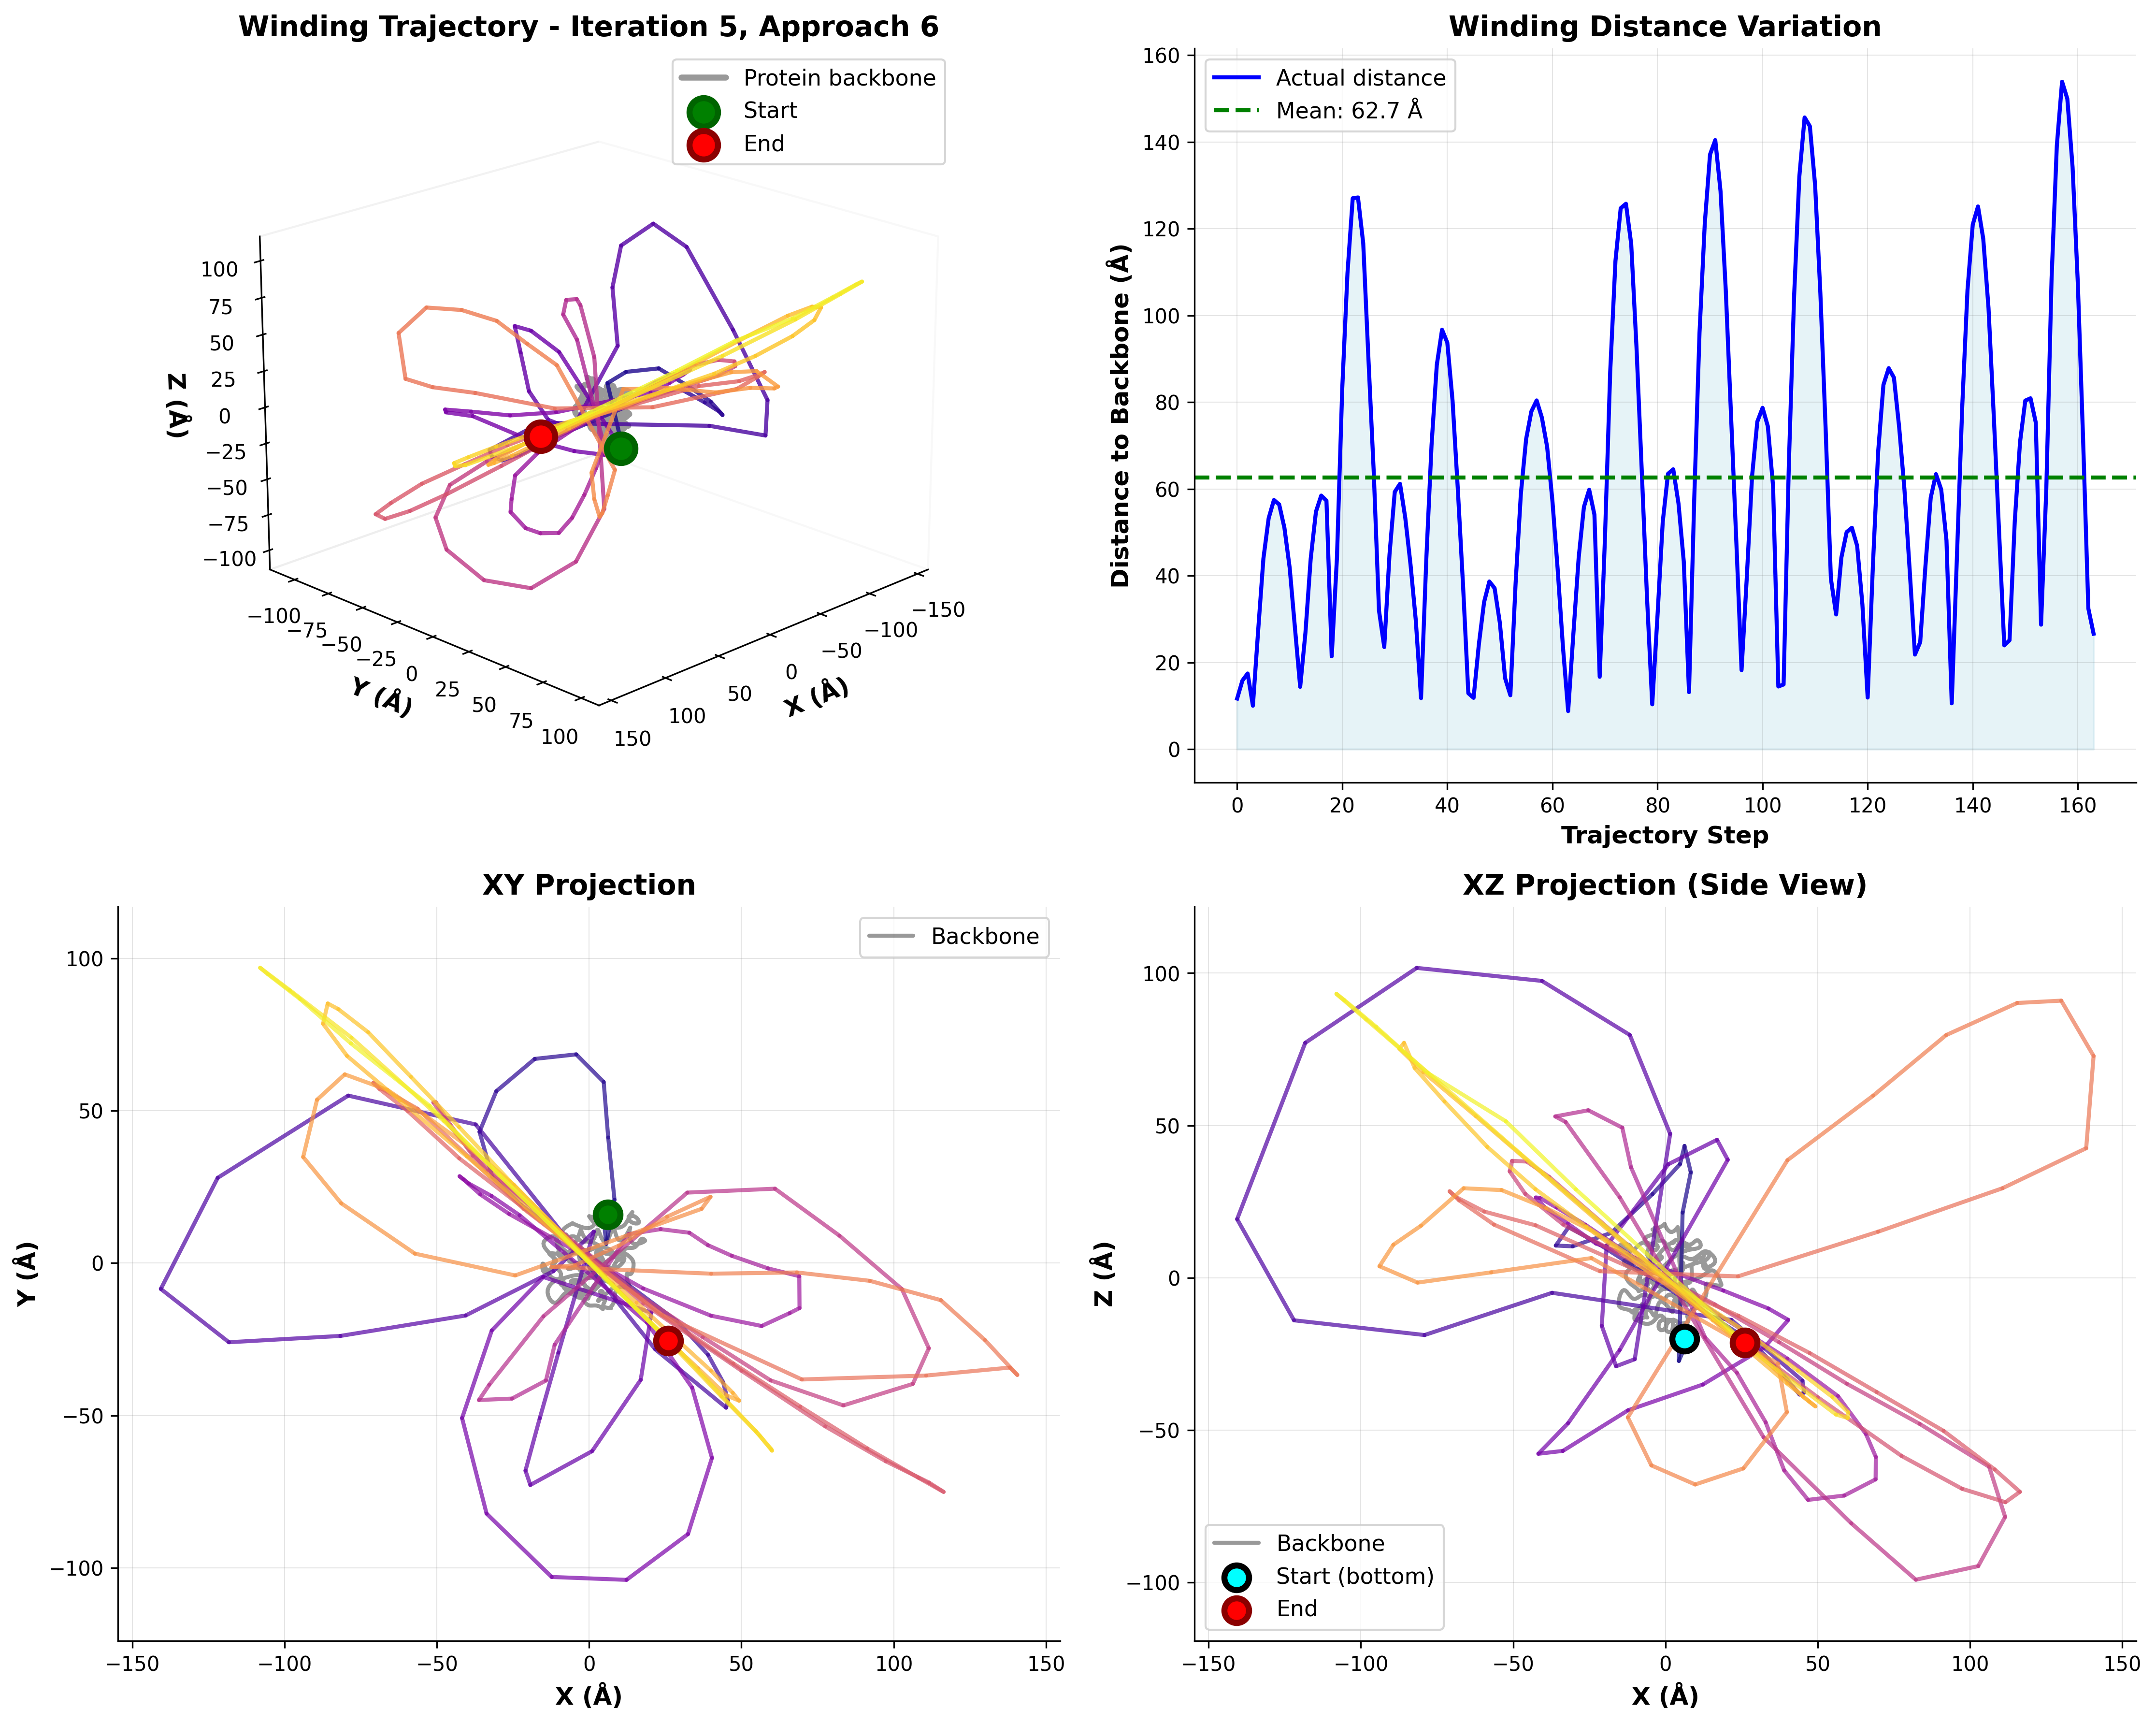 Winding Trajectory - Iteration 5, Approach 6
Protein backbone
Start
End
100
75
50
25
0
−25
−50
−75
−100
Z (Å)
−100
−75
−50
−25
0
25
50
75
100
Y (Å)
−150
−100
−50
0
50
100
150
X (Å)
Winding Distance Variation
Actual distance
Mean: 62.7 Å
160
140
120
100
80
60
40
20
0
Distance to Backbone (Å)
0 20 40 60 80 100 120 140 160
Trajectory Step
XY Projection
Backbone
100
50
0
−50
−100
Y (Å)
−150 −100 −50 0 50 100 150
X (Å)
XZ Projection (Side View)
100
50
0
−50
−100
Z (Å)
Backbone
Start (bottom)
End
−150 −100 −50 0 50 100 150
X (Å)